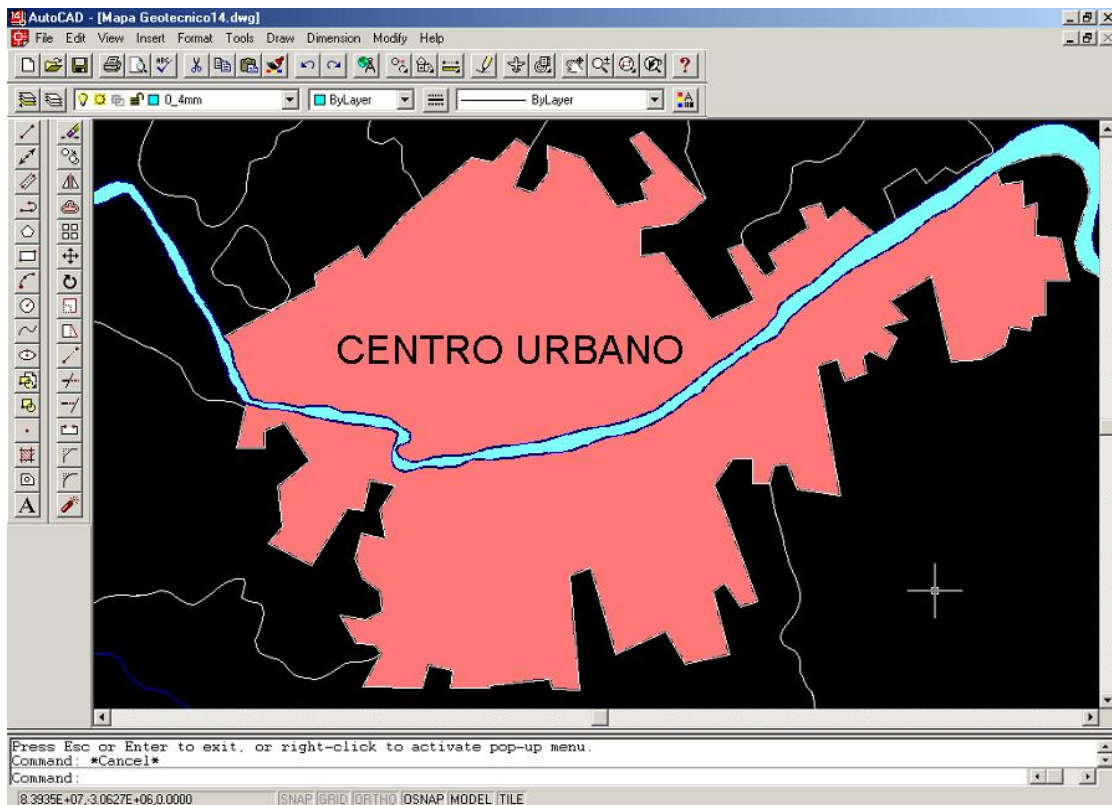 AutoCAD - [Mapa Geotecnico14.dwg]
File Edit View Insert Format Tools Draw Dimension Modify Help
ABC
?
0_4mm ByLayer ByLayer
A
CENTRO URBANO
Press Esc or Enter to exit, or right-click to activate pop-up menu.
Command: *Cancel*
Command:
8.3935E+07,-3.0627E+06,0.0000 SNAP GRID ORTHO OSNAP MODEL TILE